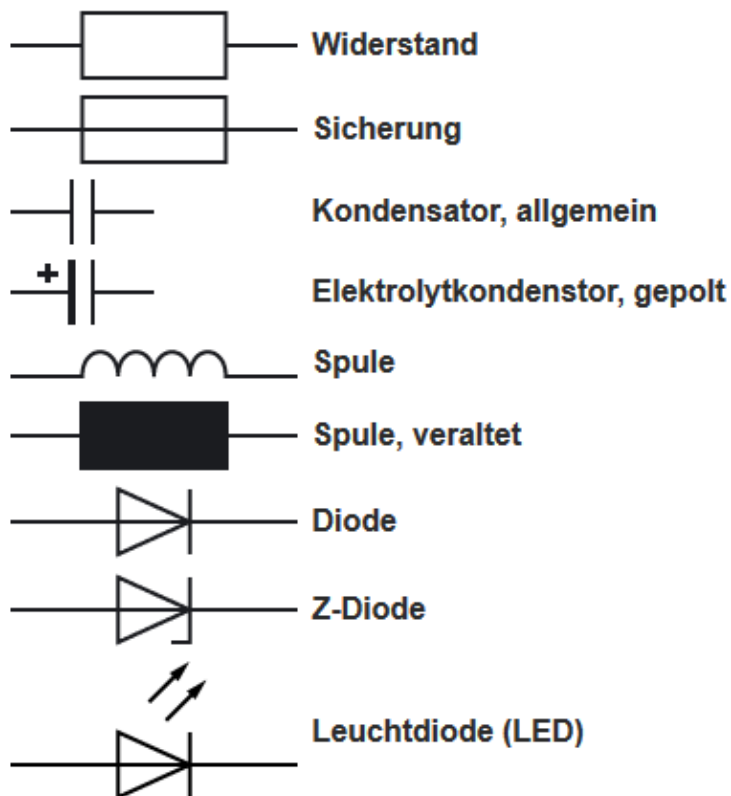 Widerstand
Sicherung
Kondensator, allgemein
+
Elektrolytkondenstor, gepolt
Spule
Spule, veraltet
Diode
Z-Diode
Leuchtdiode (LED)